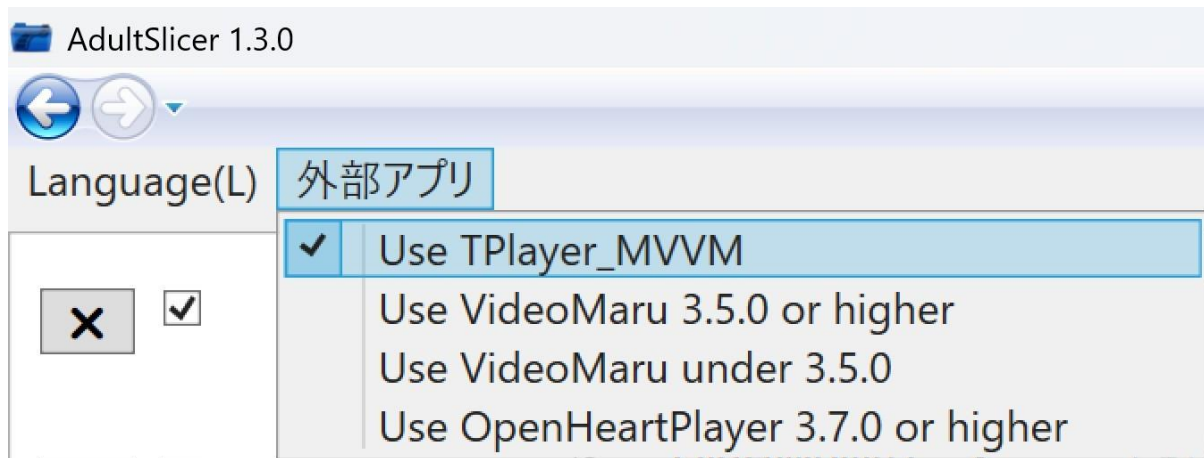 AdultSlicer 1.3.0
Language(L) 外部アプリ
Use TPlayer_MVVM
Use VideoMaru 3.5.0 or higher
Use VideoMaru under 3.5.0
Use OpenHeartPlayer 3.7.0 or higher